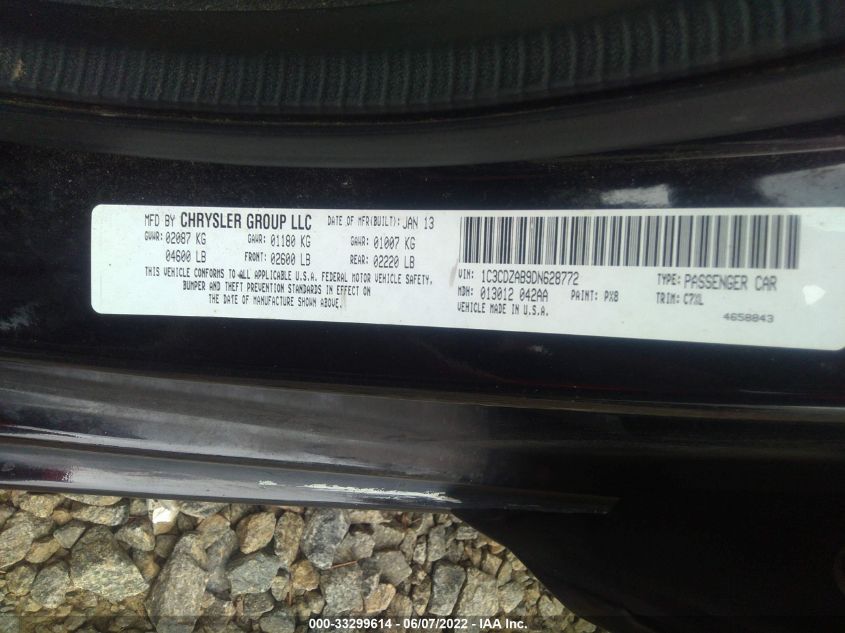 MFD BY CHRYSLER GROUP LLC DATE OF MFR(BUILT): JAN 13
GVWR: 02087 KG GAWR: 01180 KG GAWR: 01007 KG
04600 LB FRONT: 02600 LB REAR: 02220 LB
THIS VEHICLE CONFORMS TO ALL APPLICABLE U.S.A. FEDERAL MOTOR VEHICLE SAFETY,
BUMPER AND THEFT PREVENTION STANDARDS IN EFFECT ON
THE DATE OF MANUFACTURE SHOWN ABOVE.
VIN: 1C3CDZAB9DN628772 TYPE: PASSENGER CAR
MDH: 013012 042AA PAINT: PX8 TRIM: C7XL
VEHICLE MADE IN U.S.A.
4658843
000-33299614 - 06/07/2022 - IAA Inc.